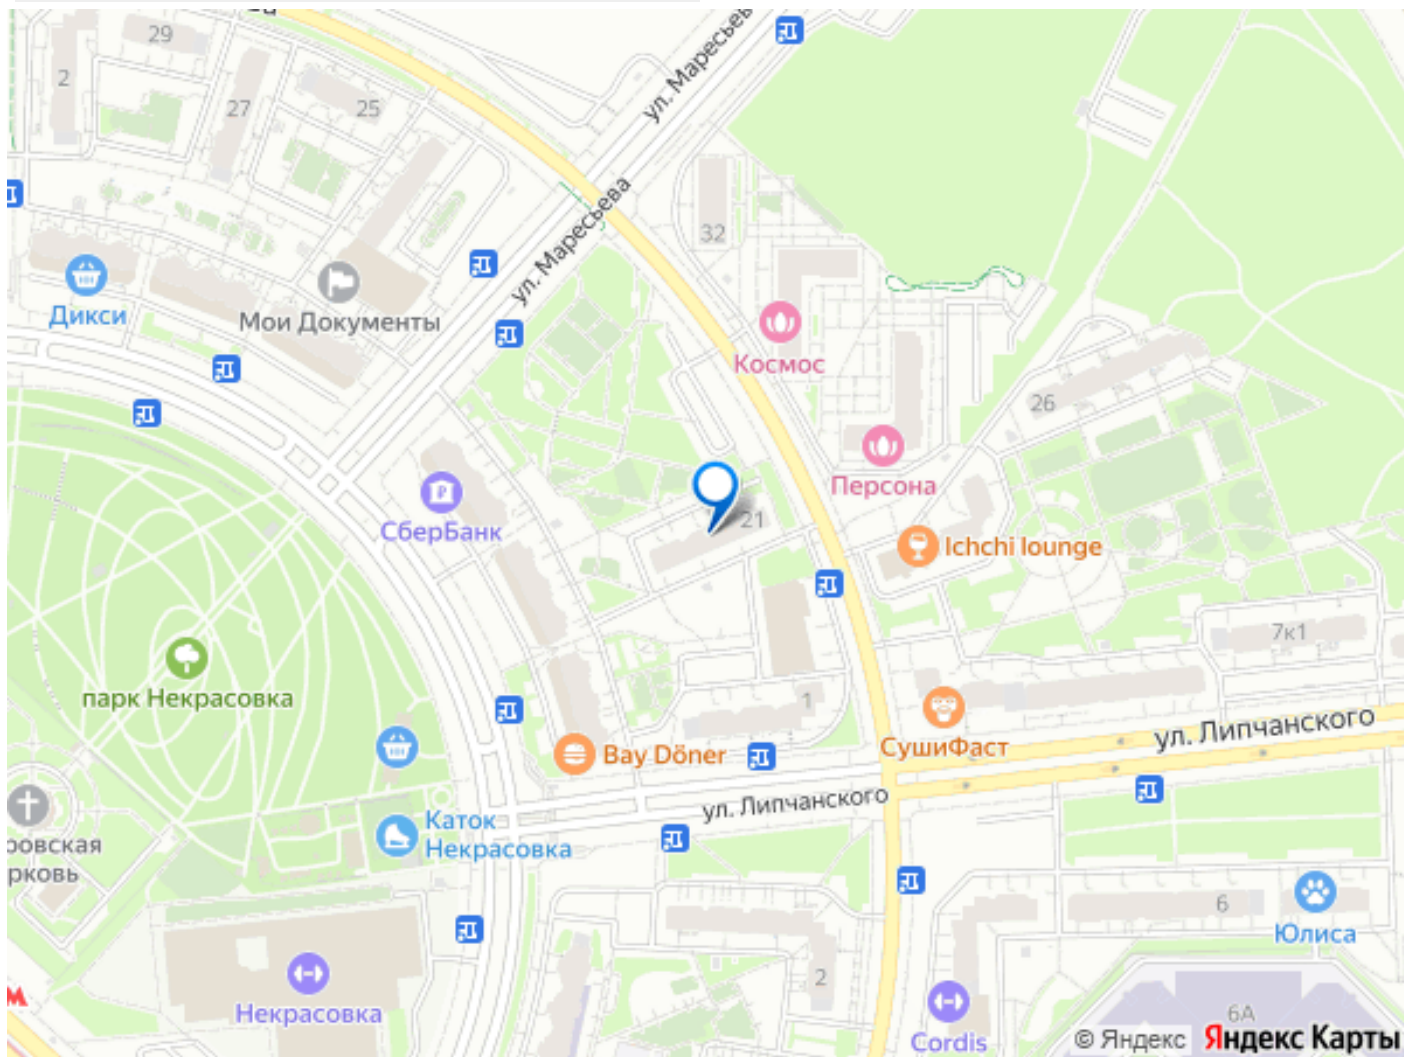 29
2
27
25
ул. Маресьева
ул. Маресьева
32
Дикси
Мои Документы
Космос
26
СберБанк
Персона
21
Ichchi lounge
7к1
парк Некрасовка
1
Bay Döner
СушиФаст
ул. Липчанского
ул. Липчанского
Каток
Некрасовка
ровская
рковь
6
Юлиса
2
Некрасовка
Cordis
6А
© Яндекс Яндекс Карты